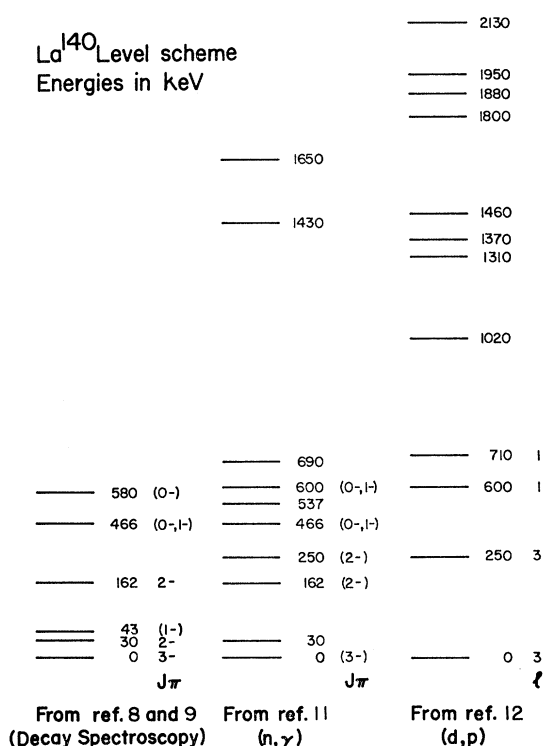 La¹⁴⁰ Level scheme
Energies in keV
580 (0-)
466 (0-,1-)
162 2-
43 (1-)
30 2-
0 3-
Jπ
From ref. 8 and 9
(Decay Spectroscopy)
1650
1430
690
600 (0-,1-)
537
466 (0-,1-)
250 (2-)
162 (2-)
30
0 (3-)
Jπ
From ref. 11
(n,γ)
2130
1950
1880
1800
1460
1370
1310
1020
710 1
600 1
250 3
0 3
ℓ
From ref. 12
(d,p)